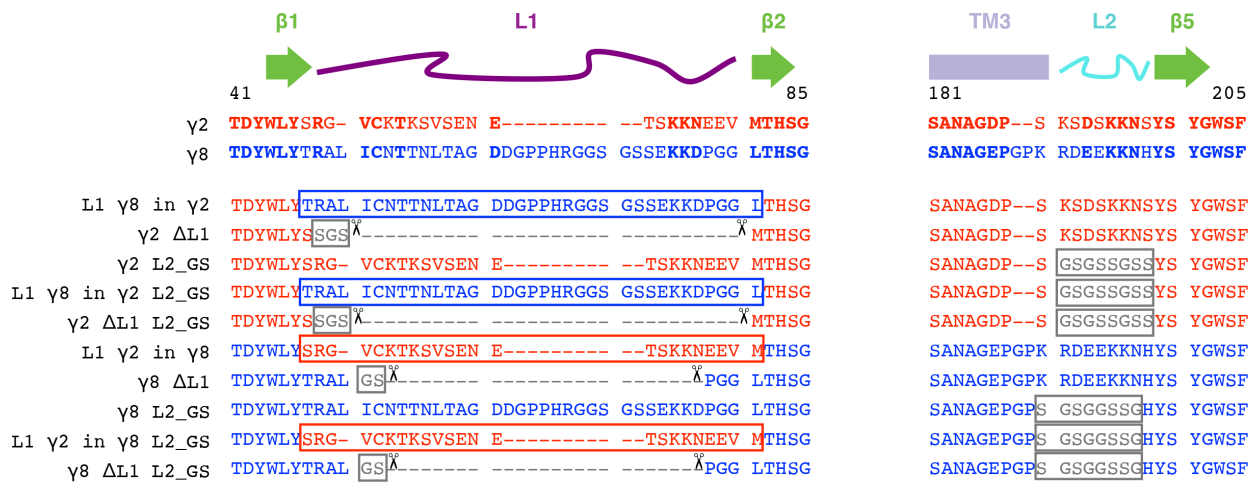 β1 L1 β2 TM3 L2 β5
41 85 181 205
γ2 TDYWLYSRG- VCKTKSVSEN E--------- --TSKKNEEV MTHSG SANAGDP--S KSDSKKNSYS YGWSF
γ8 TDYWLYTRAL ICNTTNLTAG DDGPPHRGGS GSSEKKDPGG LTHSG SANAGEPGPK RDEEKKNHYS YGWSF
L1 γ8 in γ2 TDYWLYTRAL ICNTTNLTAG DDGPPHRGGS GSSEKKDPGG LTHSG SANAGDP--S KSDSKKNSYS YGWSF
γ2 ΔL1 TDYWLYSSGS ---------- ---------- ---------- MTHSG SANAGDP--S KSDSKKNSYS YGWSF
γ2 L2_GS TDYWLYSRG- VCKTKSVSEN E--------- --TSKKNEEV MTHSG SANAGDP--S GSGSSGSSYS YGWSF
L1 γ8 in γ2 L2_GS TDYWLYTRAL ICNTTNLTAG DDGPPHRGGS GSSEKKDPGG LTHSG SANAGDP--S GSGSSGSSYS YGWSF
γ2 ΔL1 L2_GS TDYWLYSSGS ---------- ---------- ---------- MTHSG SANAGDP--S GSGSSGSSYS YGWSF
L1 γ2 in γ8 TDYWLYSRG- VCKTKSVSEN E--------- --TSKKNEEV MTHSG SANAGEPGPK RDEEKKNHYS YGWSF
γ8 ΔL1 TDYWLYTRAL GS-------- ---------- -------PGG LTHSG SANAGEPGPK RDEEKKNHYS YGWSF
γ8 L2_GS TDYWLYTRAL ICNTTNLTAG DDGPPHRGGS GSSEKKDPGG LTHSG SANAGEPGPS GSGGSSGHYS YGWSF
L1 γ2 in γ8 L2_GS TDYWLYSRG- VCKTKSVSEN E--------- --TSKKNEEV MTHSG SANAGEPGPS GSGGSSGHYS YGWSF
γ8 ΔL1 L2_GS TDYWLYTRAL GS-------- ---------- -------PGG LTHSG SANAGEPGPS GSGGSSGHYS YGWSF